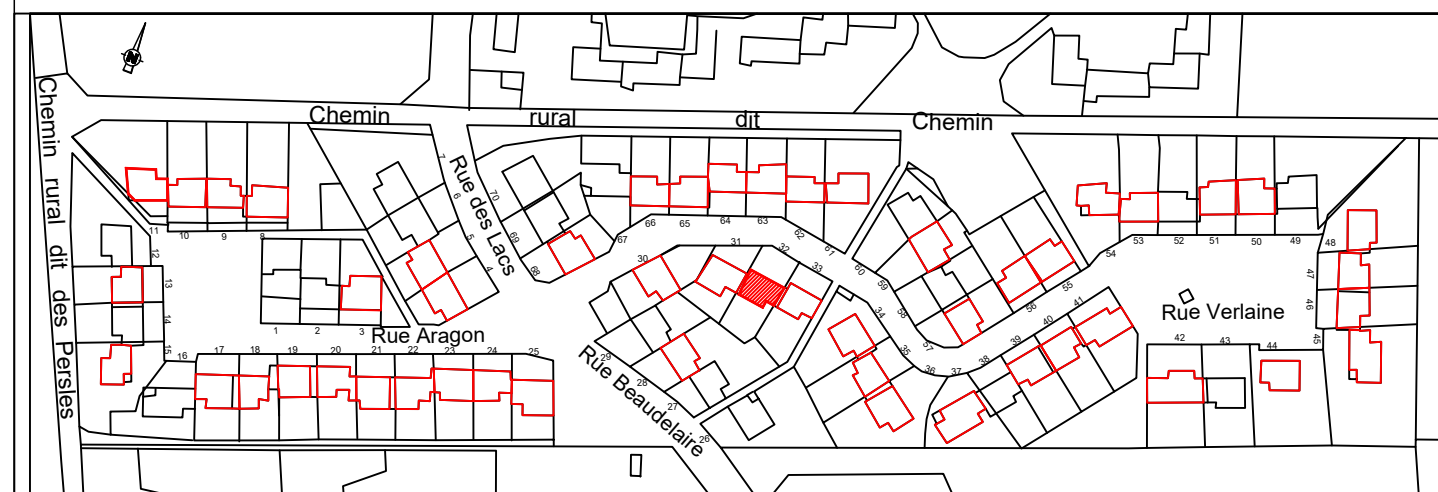 N
Chemin rural dit Chemin
Chemin rural dit des Persles
Rue des Lacs
Rue Aragon
Rue Beaudelaire
Rue Verlaine
1 2 3
4 5 6 7
8 9 10 11
12 13 14 15
16 17 18 19 20 21 22 23 24 25
26 27 28 29
30 31 32 33
34 35 36 37
38 39 40 41
42 43 44
45 46 47 48
49 50 51 52 53 54
55 56 57 58 59 60
61 62 63 64 65 66 67
68 69 70